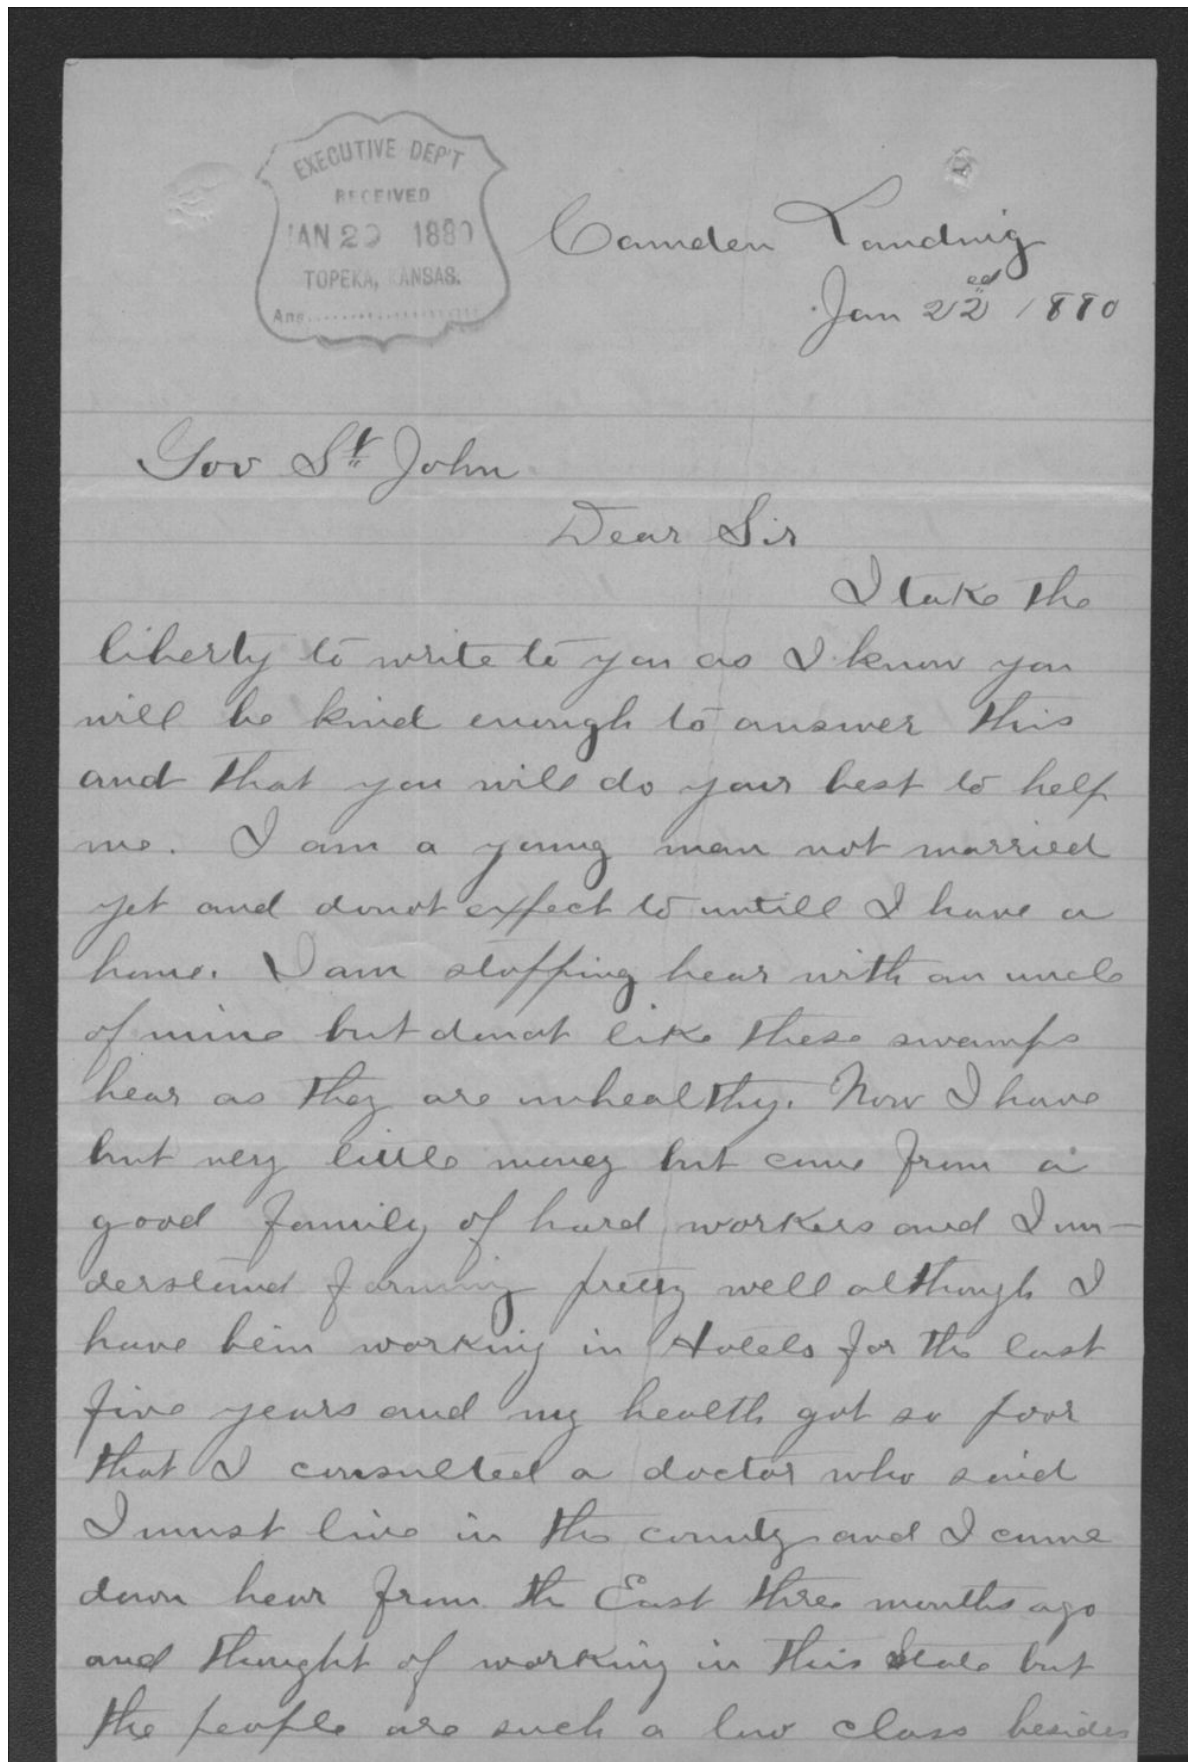 EXECUTIVE DEP'T
RECEIVED
JAN 29 1880
TOPEKA, KANSAS.
Ans
Camden Landing
Jan 22ed 1880
Gov St John
Dear Sir
I take the
liberty to write to you as I know you
will be kind enough to answer this
and that you will do your best to help
me. I am a young man not married
yet and donot expect to untill I have a
home. I am stopping hear with an uncle
of mine but donot like these swamps
hear as they are unhealthy. Now I have
but very little money but come from a
good family of hard workers and I un-
derstand farming pretty well although I
have bein working in Hotels for the last
five years and my health got so poor
that I consulted a doctor who said
I must live in the county and I came
down hear from the East three months ago
and thought of working in this State but
the people are such a low class besides